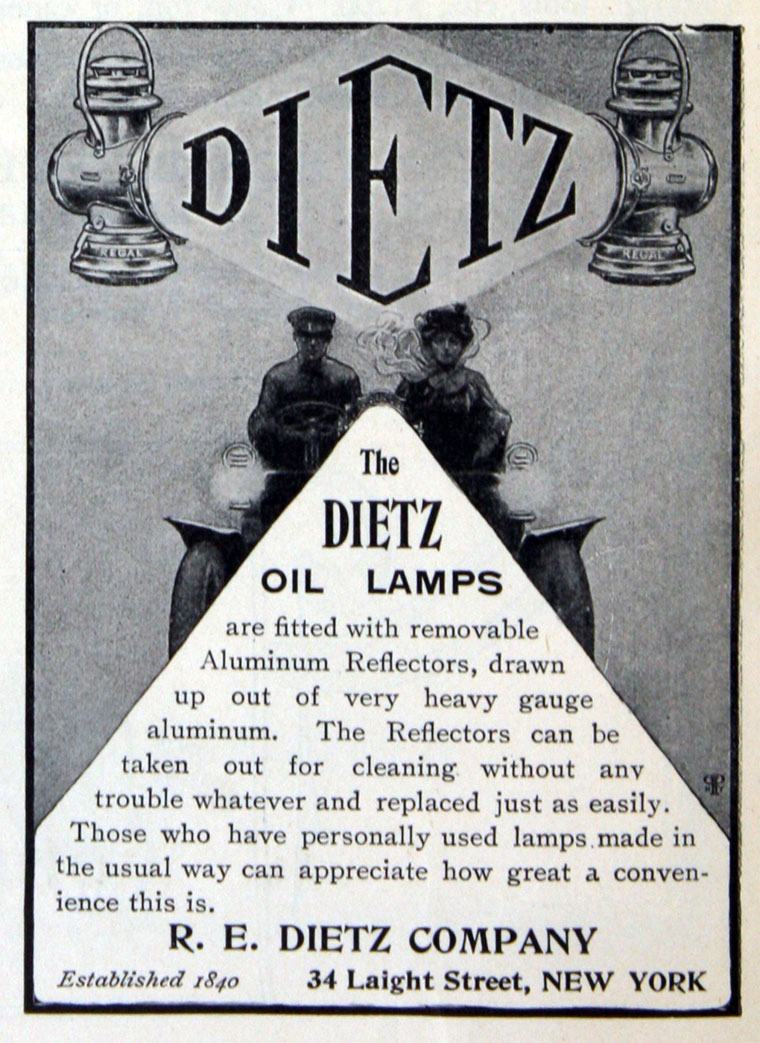 DIETZ
REGAL
REGAL
The
DIETZ
OIL LAMPS
are fitted with removable
Aluminum Reflectors, drawn
up out of very heavy gauge
aluminum. The Reflectors can be
taken out for cleaning without any
trouble whatever and replaced just as easily.
Those who have personally used lamps made in
the usual way can appreciate how great a conven-
ience this is.
R. E. DIETZ COMPANY
Established 1840 34 Laight Street, NEW YORK